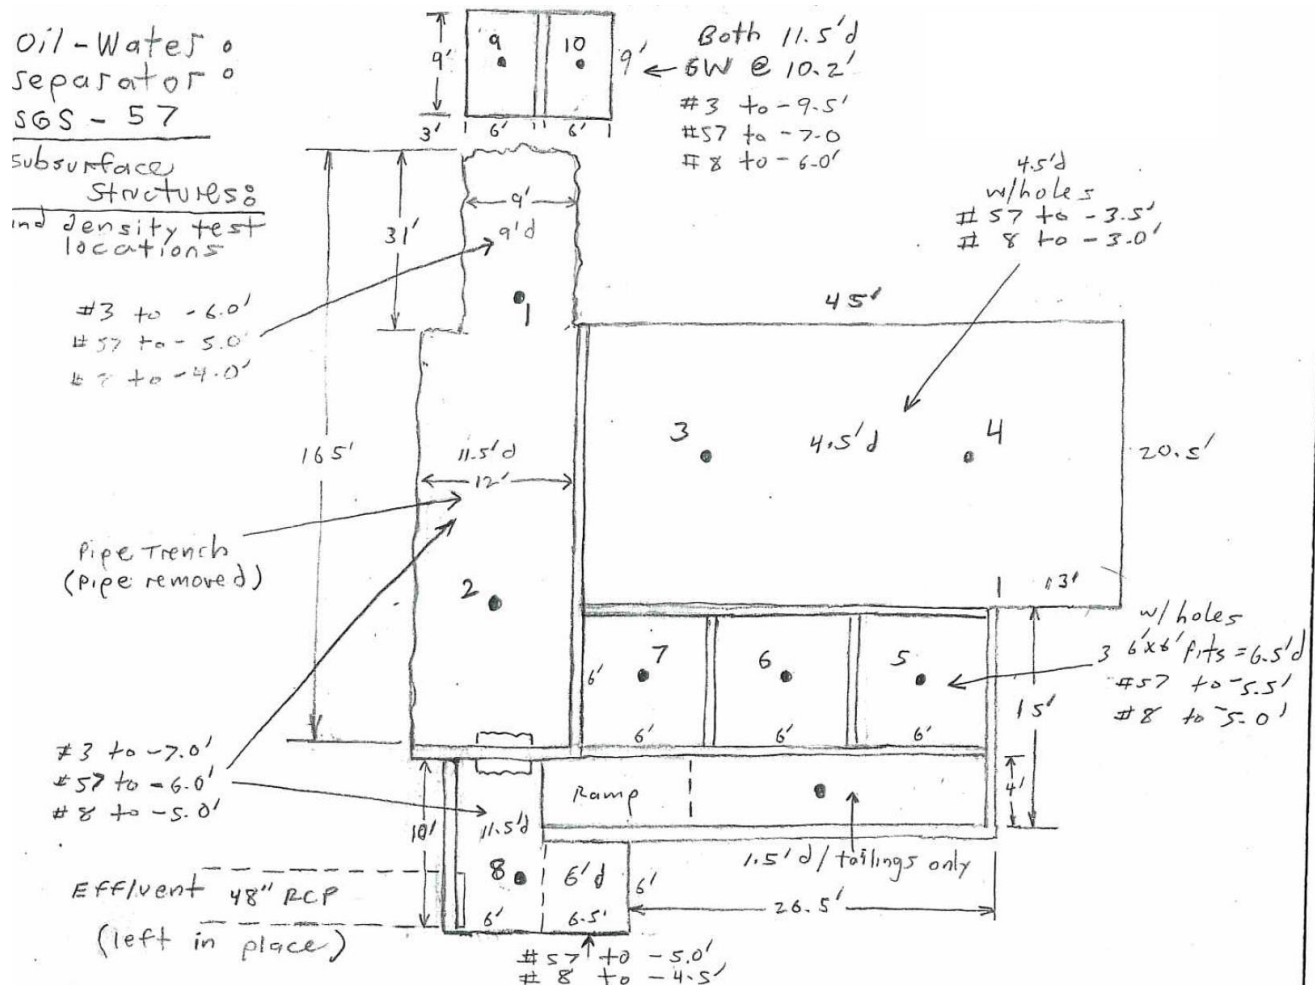 Oil-Water :
separator :
SGS - 57
Subsurface
Structures:
and density test
locations
9'
9
10
9'
3'
6'
6'
Both 11.5'd
GW @ 10.2'
#3 to -9.5'
#57 to -7.0
#8 to -6.0'
31'
9'
9'd
1
#3 to -6.0'
#57 to -5.0'
# 8 to -4.0'
4.5'd
w/holes
#57 to -3.5'
# 8 to -3.0'
45'
3
4.5'd
4
20.5'
13'
165'
11.5'd
12'
Pipe Trench
(pipe removed)
2
w/holes
3 6'x6' pits = 6.5'd
#57 to -5.5'
#8 to -5.0'
7
6
5
6'
6'
6'
6'
15'
#3 to -7.0'
#57 to -6.0'
#8 to -5.0'
Ramp
4'
10'
11.5'd
1.5'd/tailings only
8
6'd
6'
6'
6.5'
26.5'
Effluent 48" RCP
(left in place)
#57 to -5.0'
#8 to -4.5'